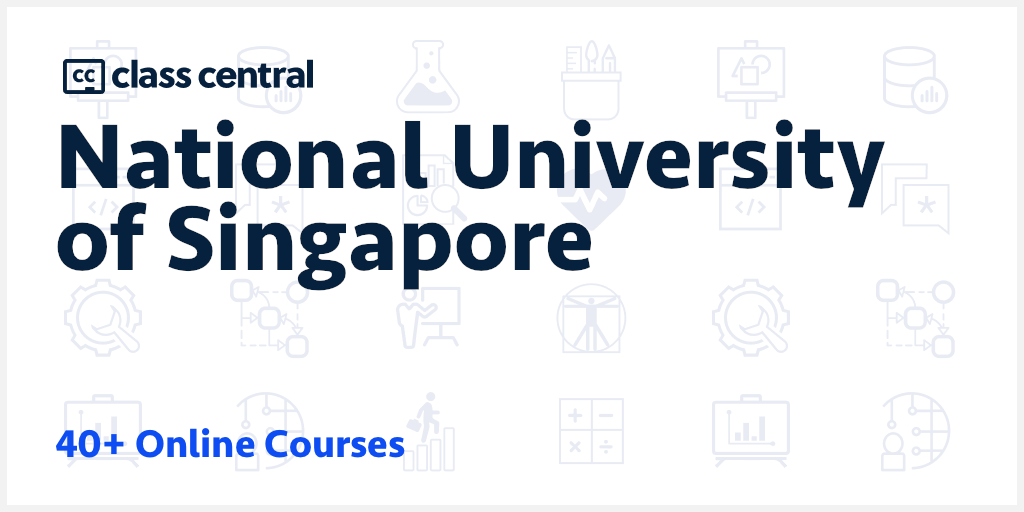 cc class central
National University
of Singapore
40+ Online Courses